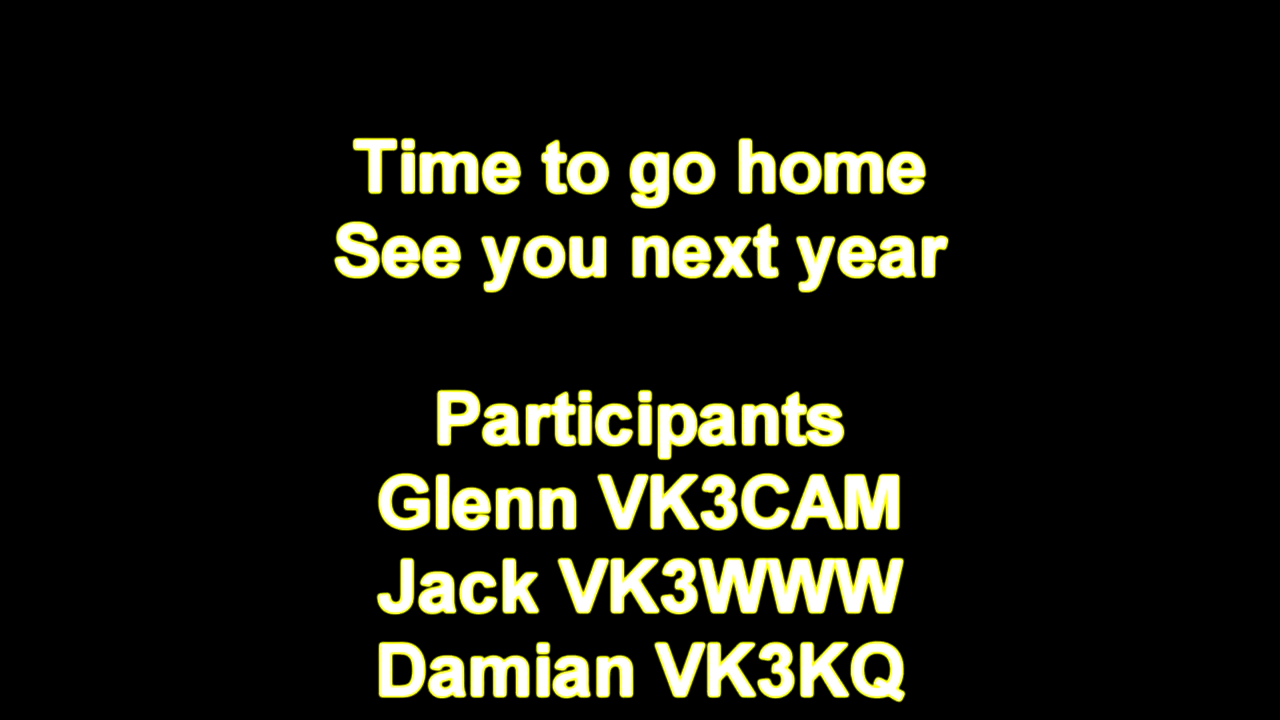 Time to go home
See you next year
Participants
Glenn VK3CAM
Jack VK3WWW
Damian VK3KQ